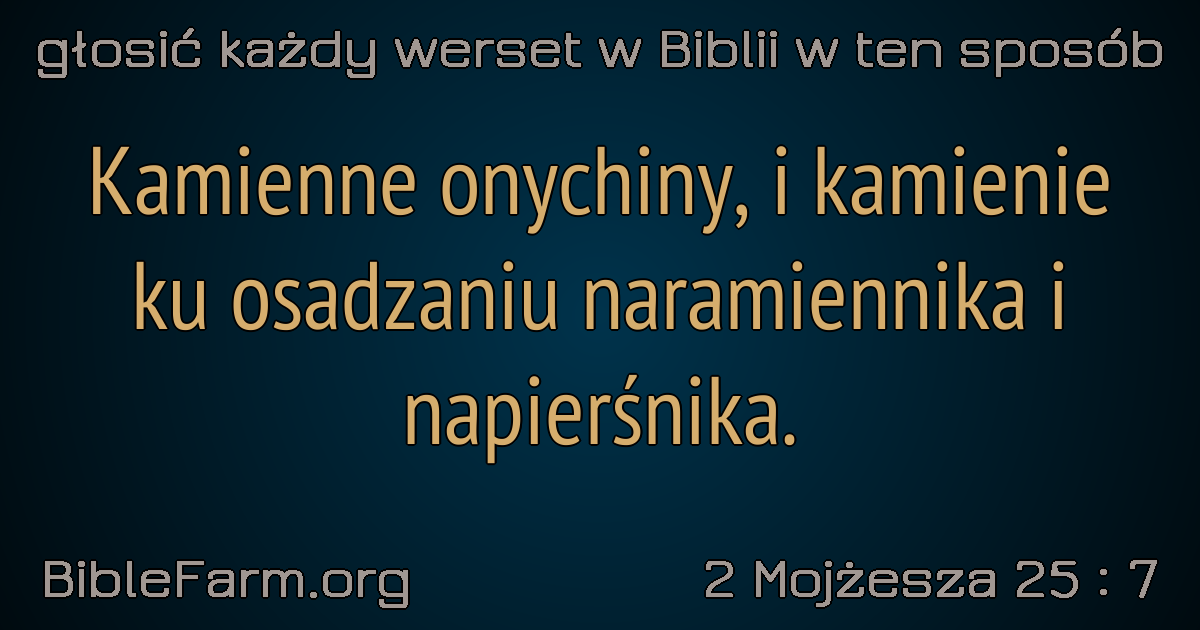 głosić każdy werset w Biblii w ten sposób
Kamienne onychiny, i kamienie
ku osadzaniu naramiennika i
napierśnika.
BibleFarm.org
2 Mojżesza 25 : 7